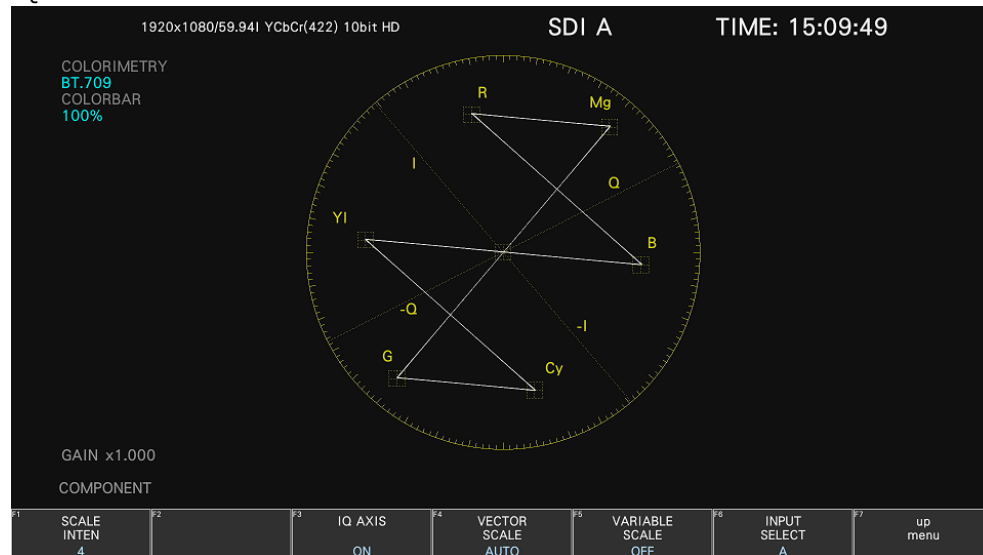 1920x1080/59.94I YCbCr(422) 10bit HD
SDI A
TIME: 15:09:49
COLORIMETRY
BT.709
COLORBAR
100%
R
Mg
I
Q
Yl
B
-Q
-I
G
Cy
GAIN x1.000
COMPONENT
F1 SCALE INTEN 4
F2
F3 IQ AXIS ON
F4 VECTOR SCALE AUTO
F5 VARIABLE SCALE OFF
F6 INPUT SELECT A
F7 up menu